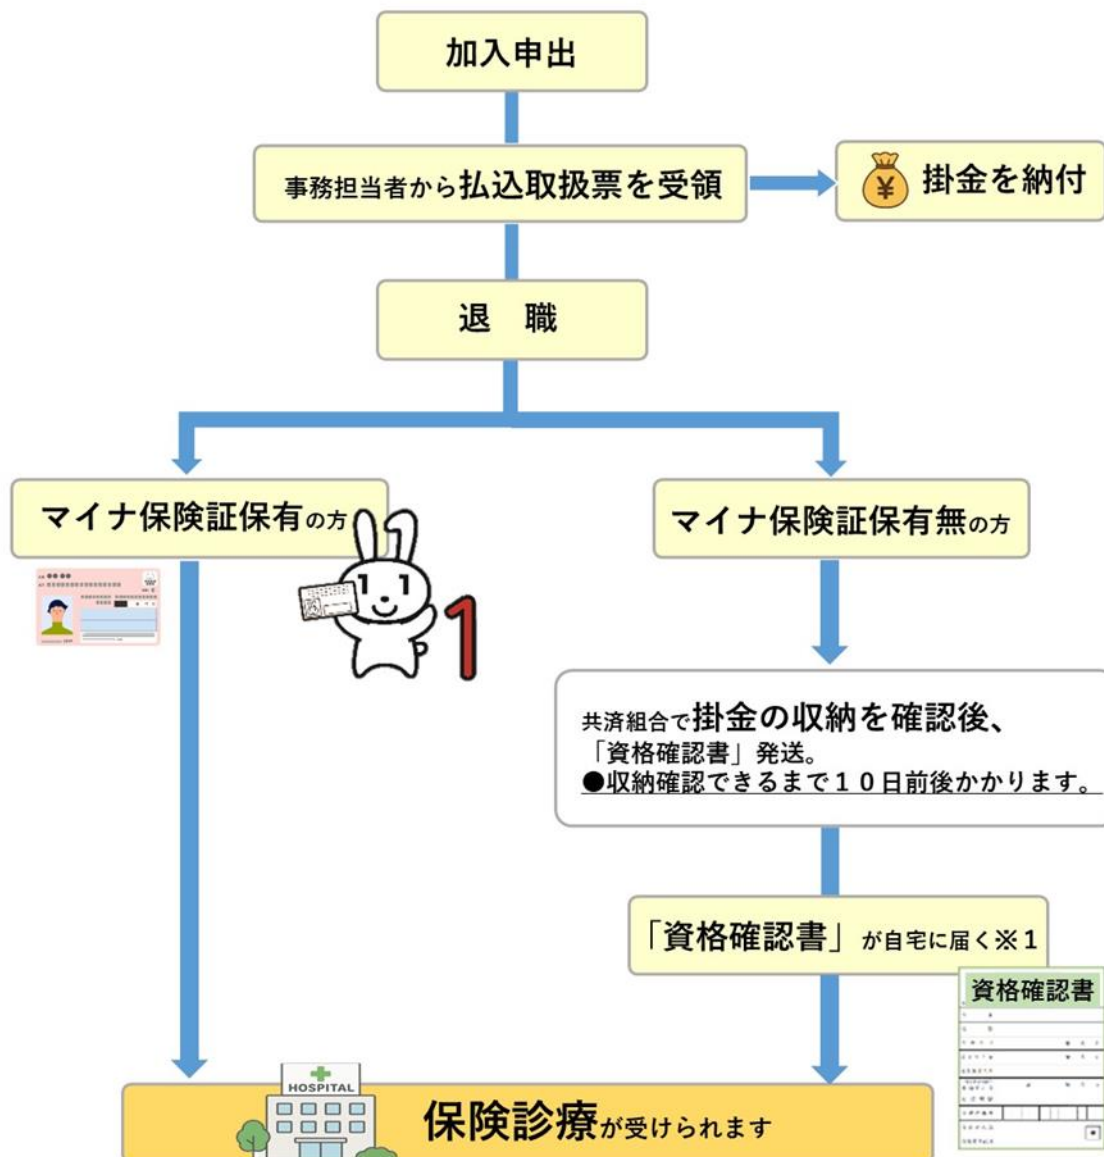 加入申出
事務担当者から払込取扱票を受領
¥
掛金を納付
退　職
マイナ保険証保有の方
マイナ保険証保有無の方
1
共済組合で掛金の収納を確認後、
「資格確認書」発送。
●収納確認できるまで１０日前後かかります。
「資格確認書」が自宅に届く※１
資格確認書
HOSPITAL
保険診療が受けられます